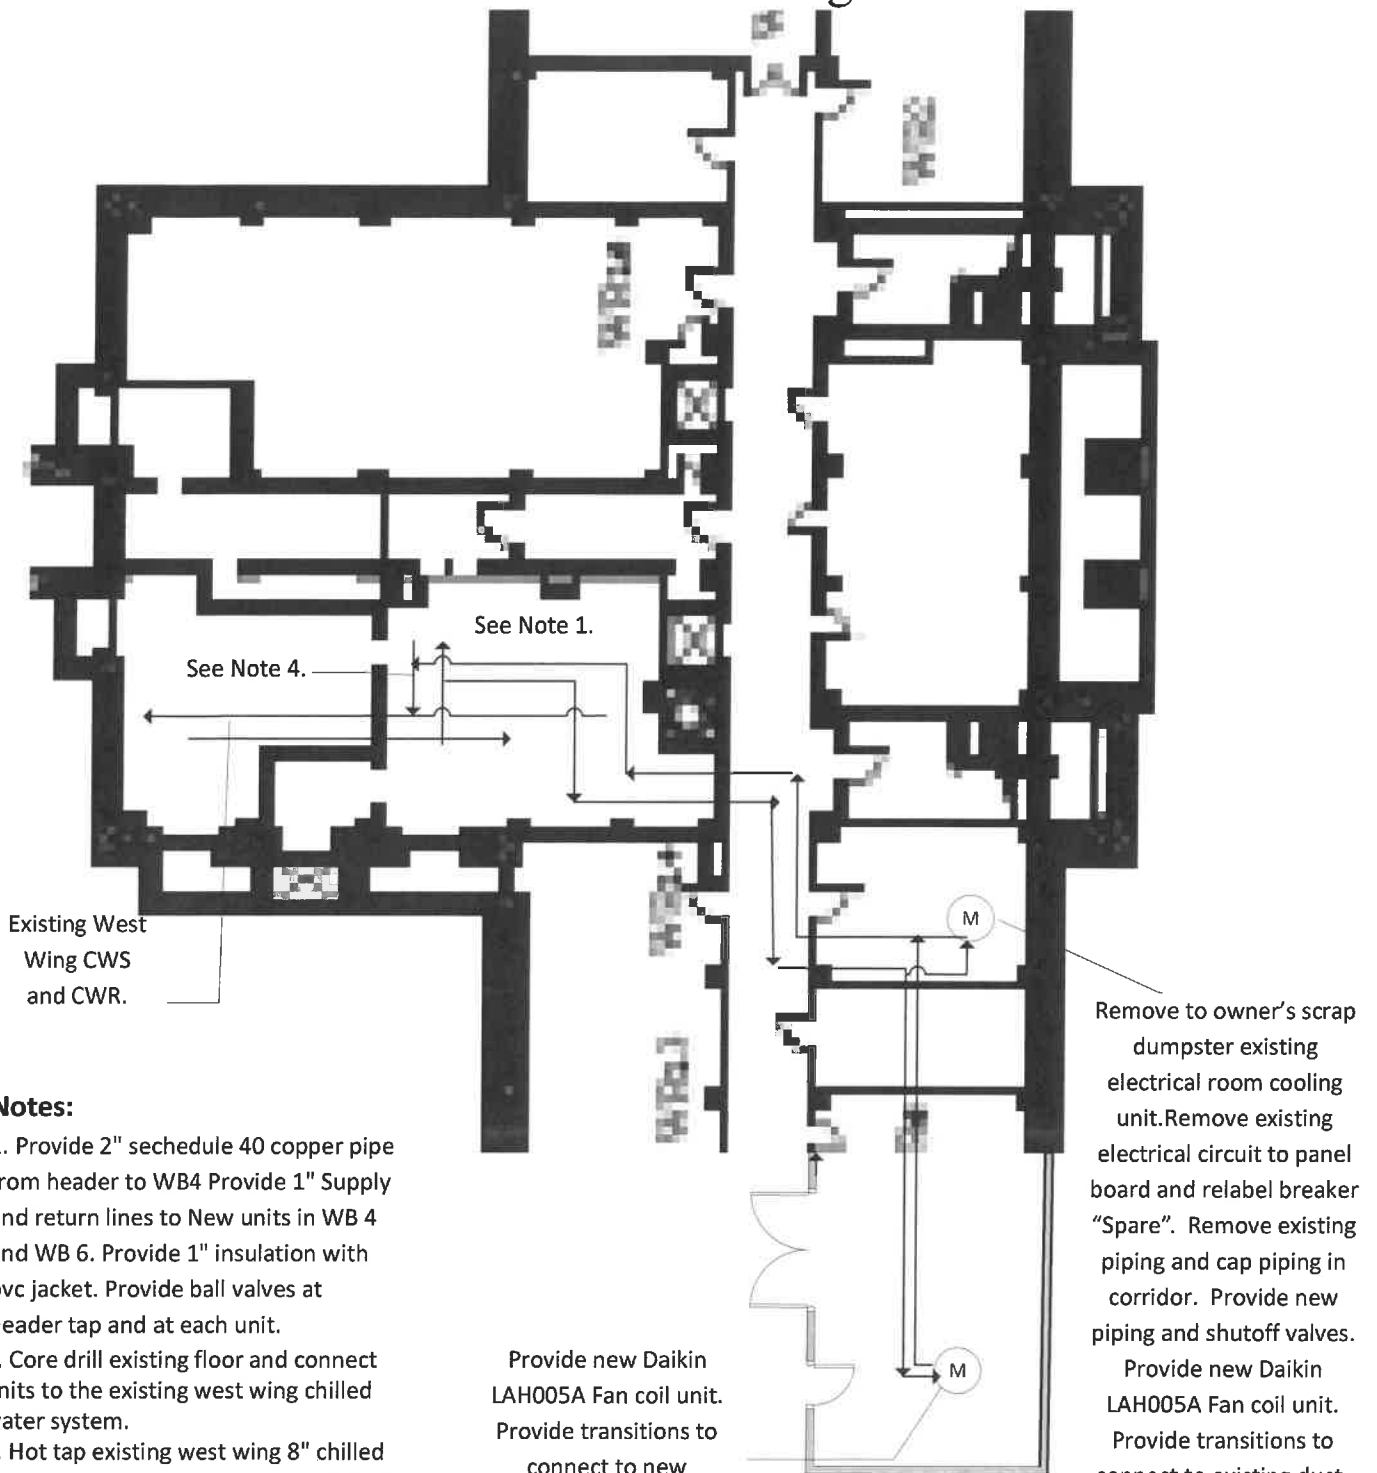 See Note 1.
See Note 4.
M
Existing West
Wing CWS
and CWR.
Remove to owner's scrap
dumpster existing
electrical room cooling
unit.Remove existing
electrical circuit to panel
board and relabel breaker
"Spare". Remove existing
piping and cap piping in
corridor. Provide new
piping and shutoff valves.
Provide new Daikin
LAH005A Fan coil unit.
Provide transitions to
connect to existing duct
Notes:
. Provide 2" sechedule 40 copper pipe
rom header to WB4 Provide 1" Supply
nd return lines to New units in WB 4
nd WB 6. Provide 1" insulation with
vc jacket. Provide ball valves at
eader tap and at each unit.
. Core drill existing floor and connect
nits to the existing west wing chilled
ater system.
. Hot tap existing west wing 8" chilled
Provide new Daikin
LAH005A Fan coil unit.
Provide transitions to
connect to new
M